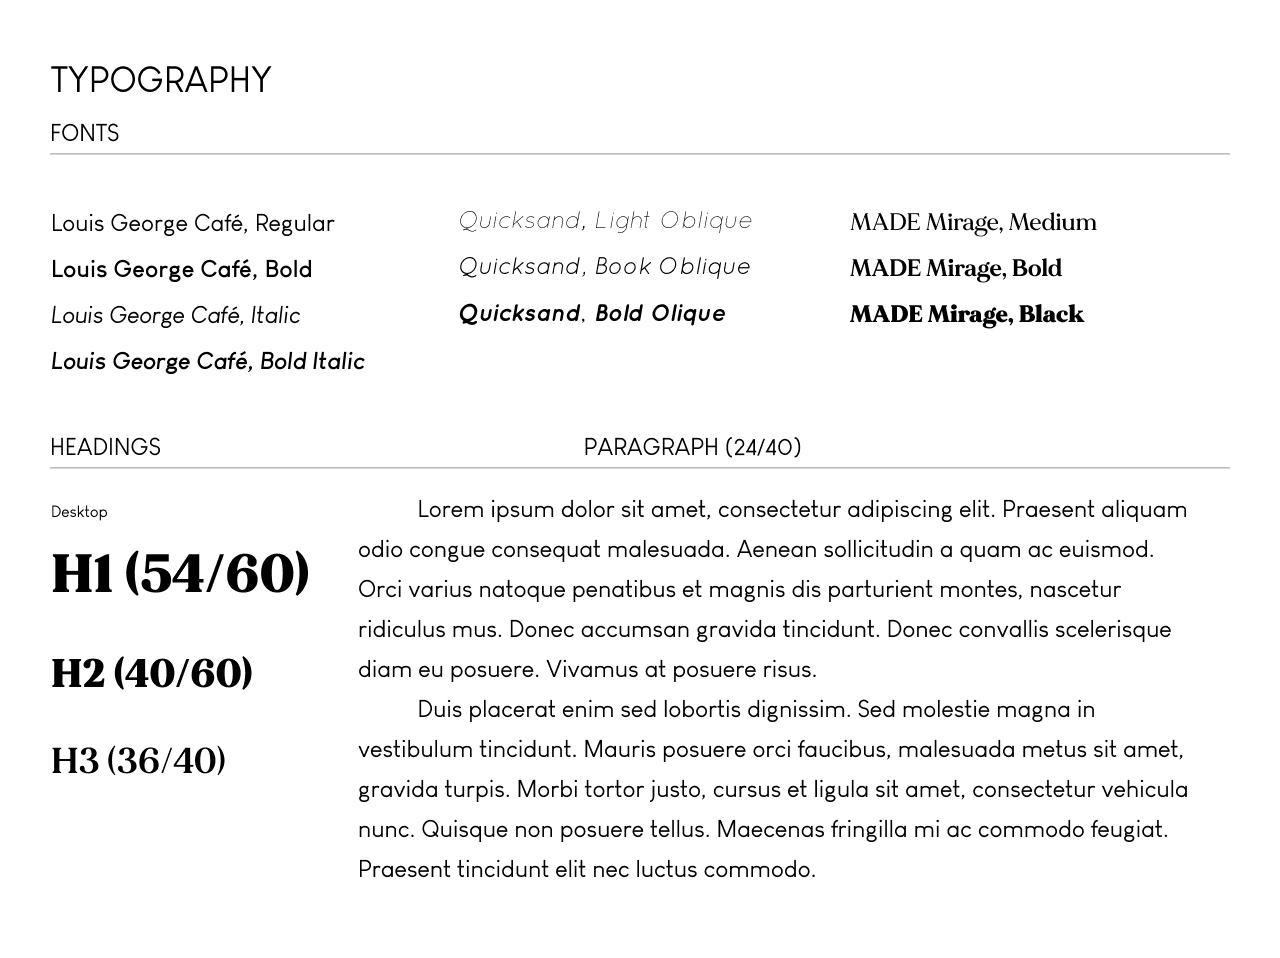 TYPOGRAPHY
FONTS
Louis George Café, Regular
Louis George Café, Bold
Louis George Café, Italic
Louis George Café, Bold Italic
Quicksand, Light Oblique
Quicksand, Book Oblique
Quicksand, Bold Olique
MADE Mirage, Medium
MADE Mirage, Bold
MADE Mirage, Black
HEADINGS
Desktop
H1 (54/60)
H2 (40/60)
H3 (36/40)
PARAGRAPH (24/40)
Lorem ipsum dolor sit amet, consectetur adipiscing elit. Praesent aliquam
odio congue consequat malesuada. Aenean sollicitudin a quam ac euismod.
Orci varius natoque penatibus et magnis dis parturient montes, nascetur
ridiculus mus. Donec accumsan gravida tincidunt. Donec convallis scelerisque
diam eu posuere. Vivamus at posuere risus.
Duis placerat enim sed lobortis dignissim. Sed molestie magna in
vestibulum tincidunt. Mauris posuere orci faucibus, malesuada metus sit amet,
gravida turpis. Morbi tortor justo, cursus et ligula sit amet, consectetur vehicula
nunc. Quisque non posuere tellus. Maecenas fringilla mi ac commodo feugiat.
Praesent tincidunt elit nec luctus commodo.